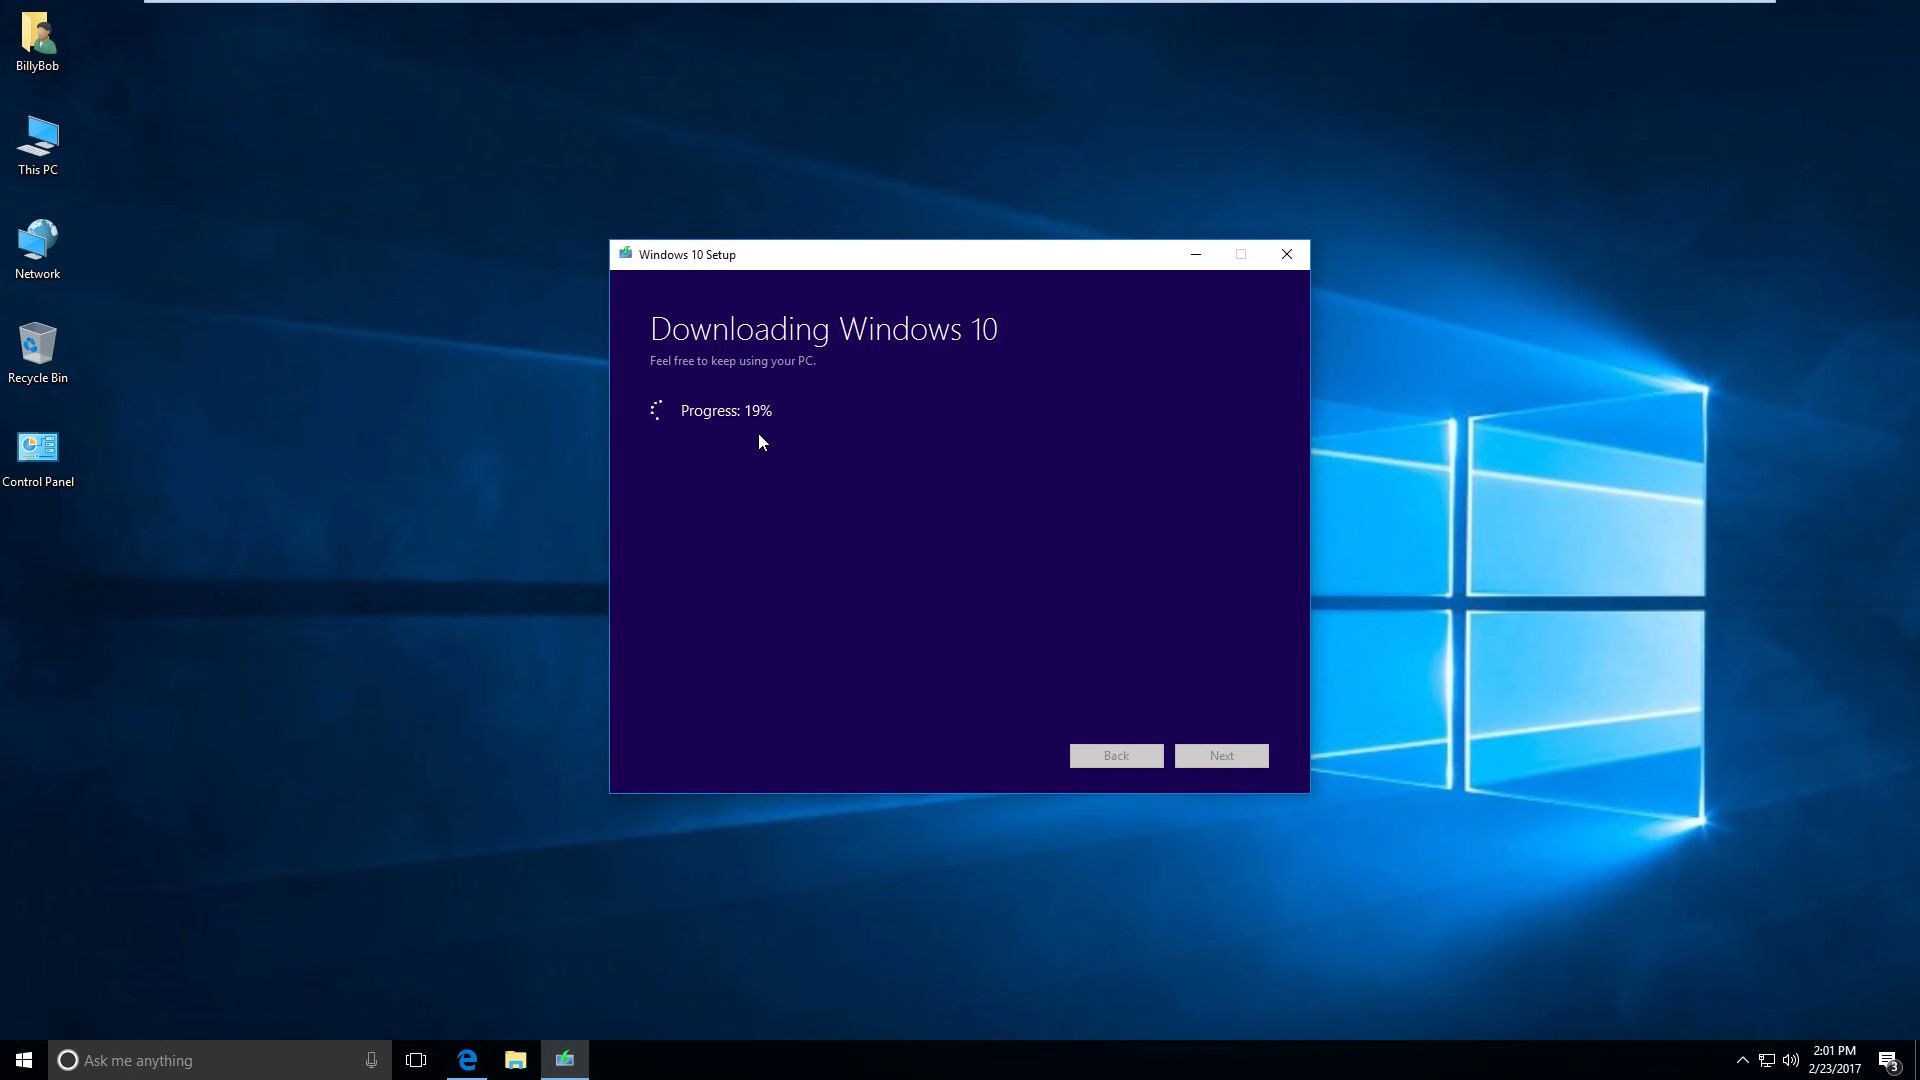 BillyBob
This PC
Network
Recycle Bin
Control Panel
Windows 10 Setup
Downloading Windows 10
Feel free to keep using your PC.
Progress: 19%
Back
Next
Ask me anything
2:01 PM
2/23/2017
3